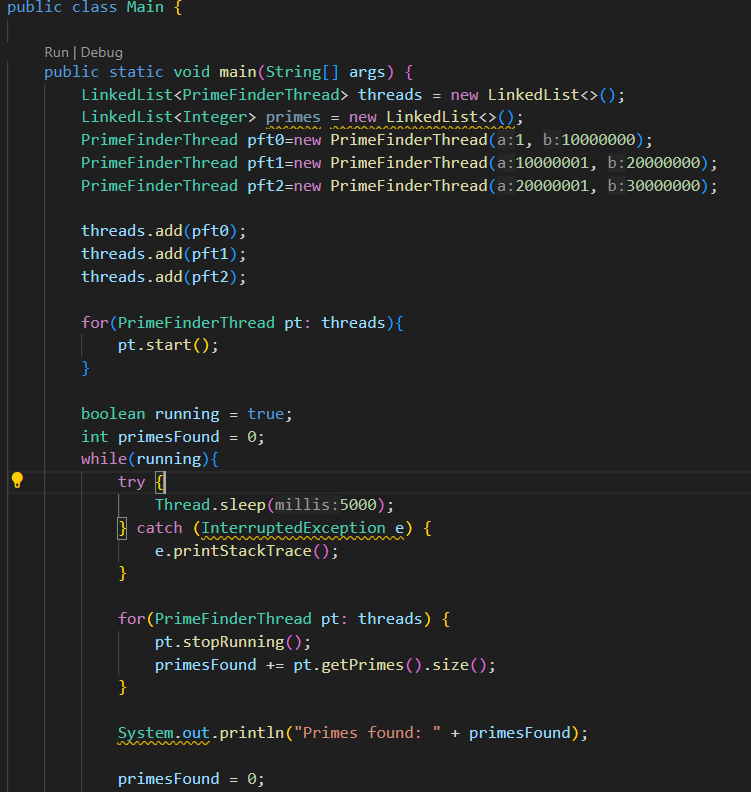 public class Main {
Run | Debug
public static void main(String[] args) {
LinkedList<PrimeFinderThread> threads = new LinkedList<>();
LinkedList<Integer> primes = new LinkedList<>();
PrimeFinderThread pft0=new PrimeFinderThread(a:1, b:10000000);
PrimeFinderThread pft1=new PrimeFinderThread(a:10000001, b:20000000);
PrimeFinderThread pft2=new PrimeFinderThread(a:20000001, b:30000000);
threads.add(pft0);
threads.add(pft1);
threads.add(pft2);
for(PrimeFinderThread pt: threads){
pt.start();
}
boolean running = true;
int primesFound = 0;
while(running){
try {
Thread.sleep(millis:5000);
} catch (InterruptedException e) {
e.printStackTrace();
}
for(PrimeFinderThread pt: threads) {
pt.stopRunning();
primesFound += pt.getPrimes().size();
}
System.out.println("Primes found: " + primesFound);
primesFound = 0;